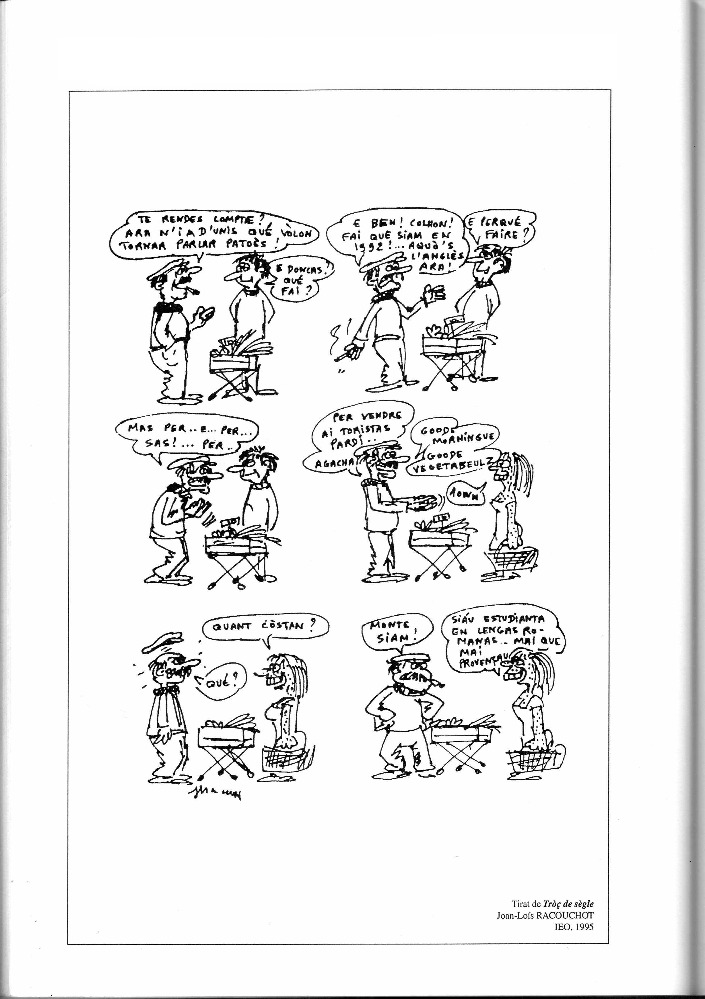 TE RENDES COMPTE?
ARA N'I A D'UNIS QUÉ VÒLON
TORNAR PARLAR PATOÈS!
E DONCAS!?
QUÉ
FAI?
E BEN! COLHON!
FAI QUE SIAM EN
1992!... AQUÒ'S
L'ANGLÈS
ARA!
E PERQUÉ
FAIRE?
MAS PER.. E... PER...
SAS!... PER..
PER VENDRE
AI TORISTAS
PARDÍ..
AGACHA!
GOODE
MORNINGUE
GOODE
VEGETABEULZ
AOWN
QUANT CÒSTAN?
QUÉ?
MONTE
SIAM!
SIÁU ESTUDIANTA
EN LENGAS RO-
MANAS.. MAI QUE
MAI
PROVENÇAU
Tirat de Tròç de sègle
Joan-Loís RACOUCHOT
IEO, 1995